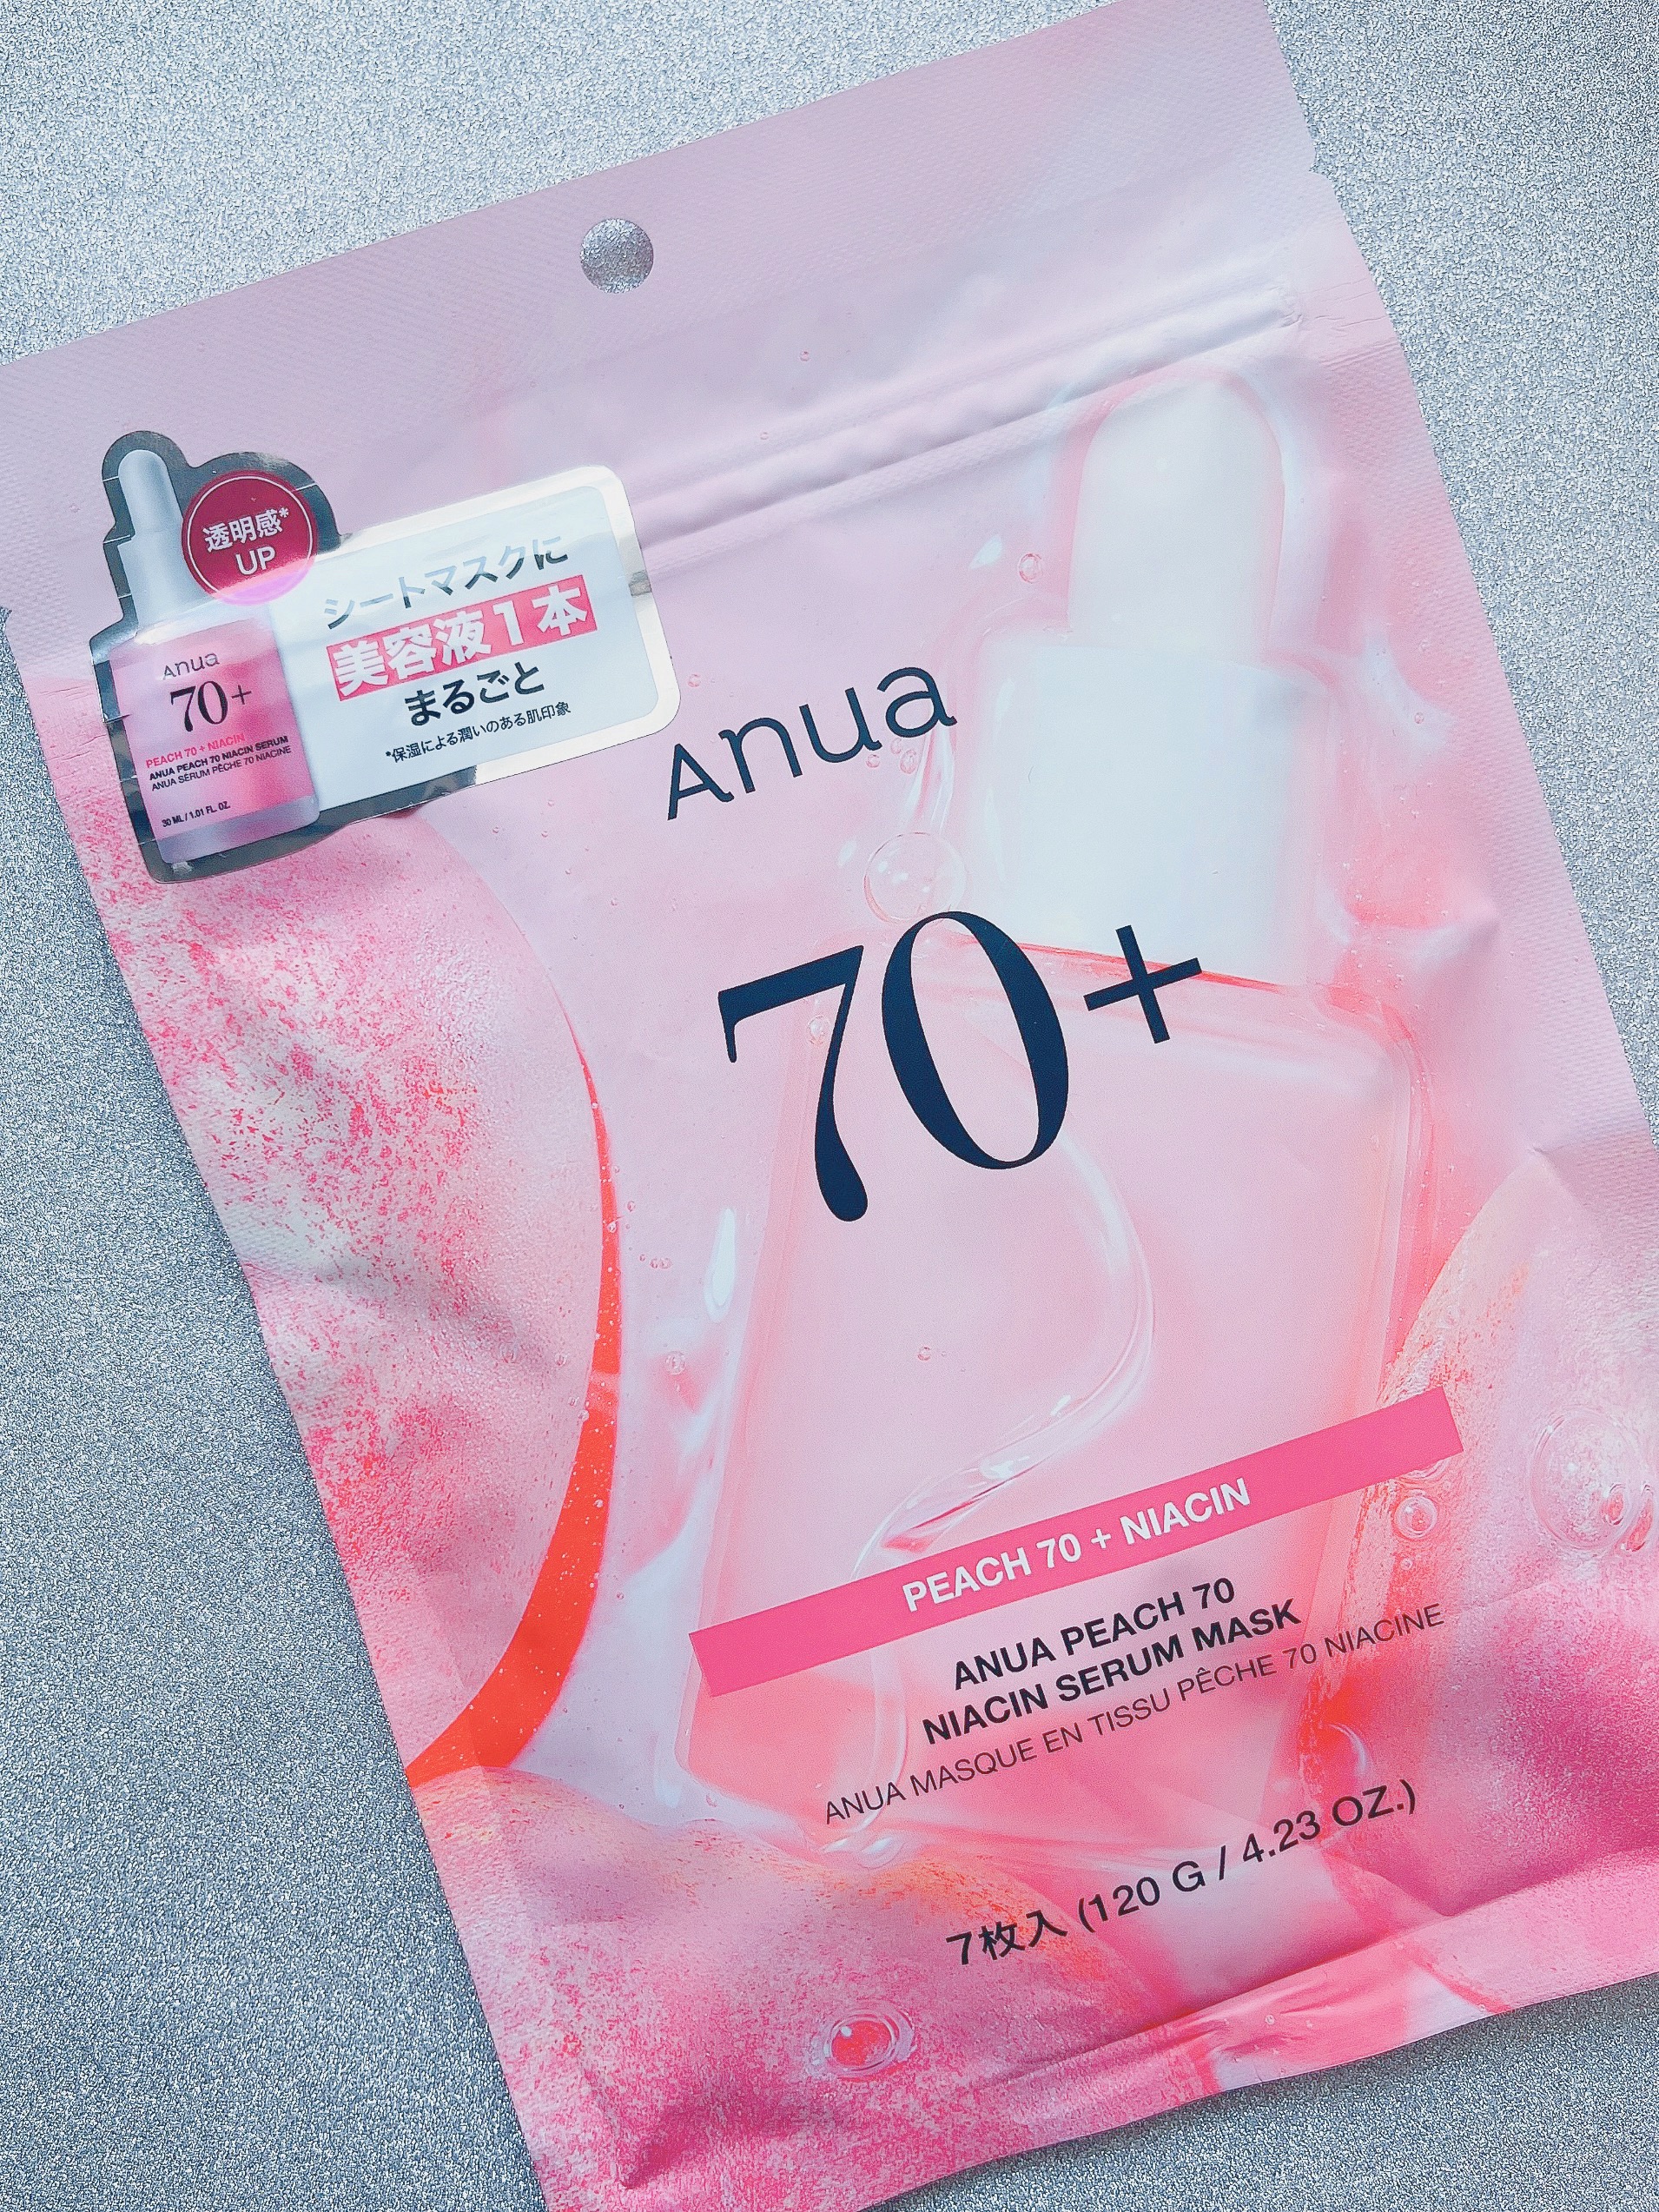 透明感*
UP
シートマスクに
美容液1本
まるごと
*保湿による潤いのある肌印象
Anua
70+
PEACH 70 + NIACIN
ANUA PEACH 70 NIACIN SERUM
ANUA SÉRUM PÊCHE 70 NIACINE
30 ML / 1.01 FL. OZ.
Anua
70+
PEACH 70 + NIACIN
ANUA PEACH 70
NIACIN SERUM MASK
ANUA MASQUE EN TISSU PÊCHE 70 NIACINE
7枚入 (120 G / 4.23 OZ.)